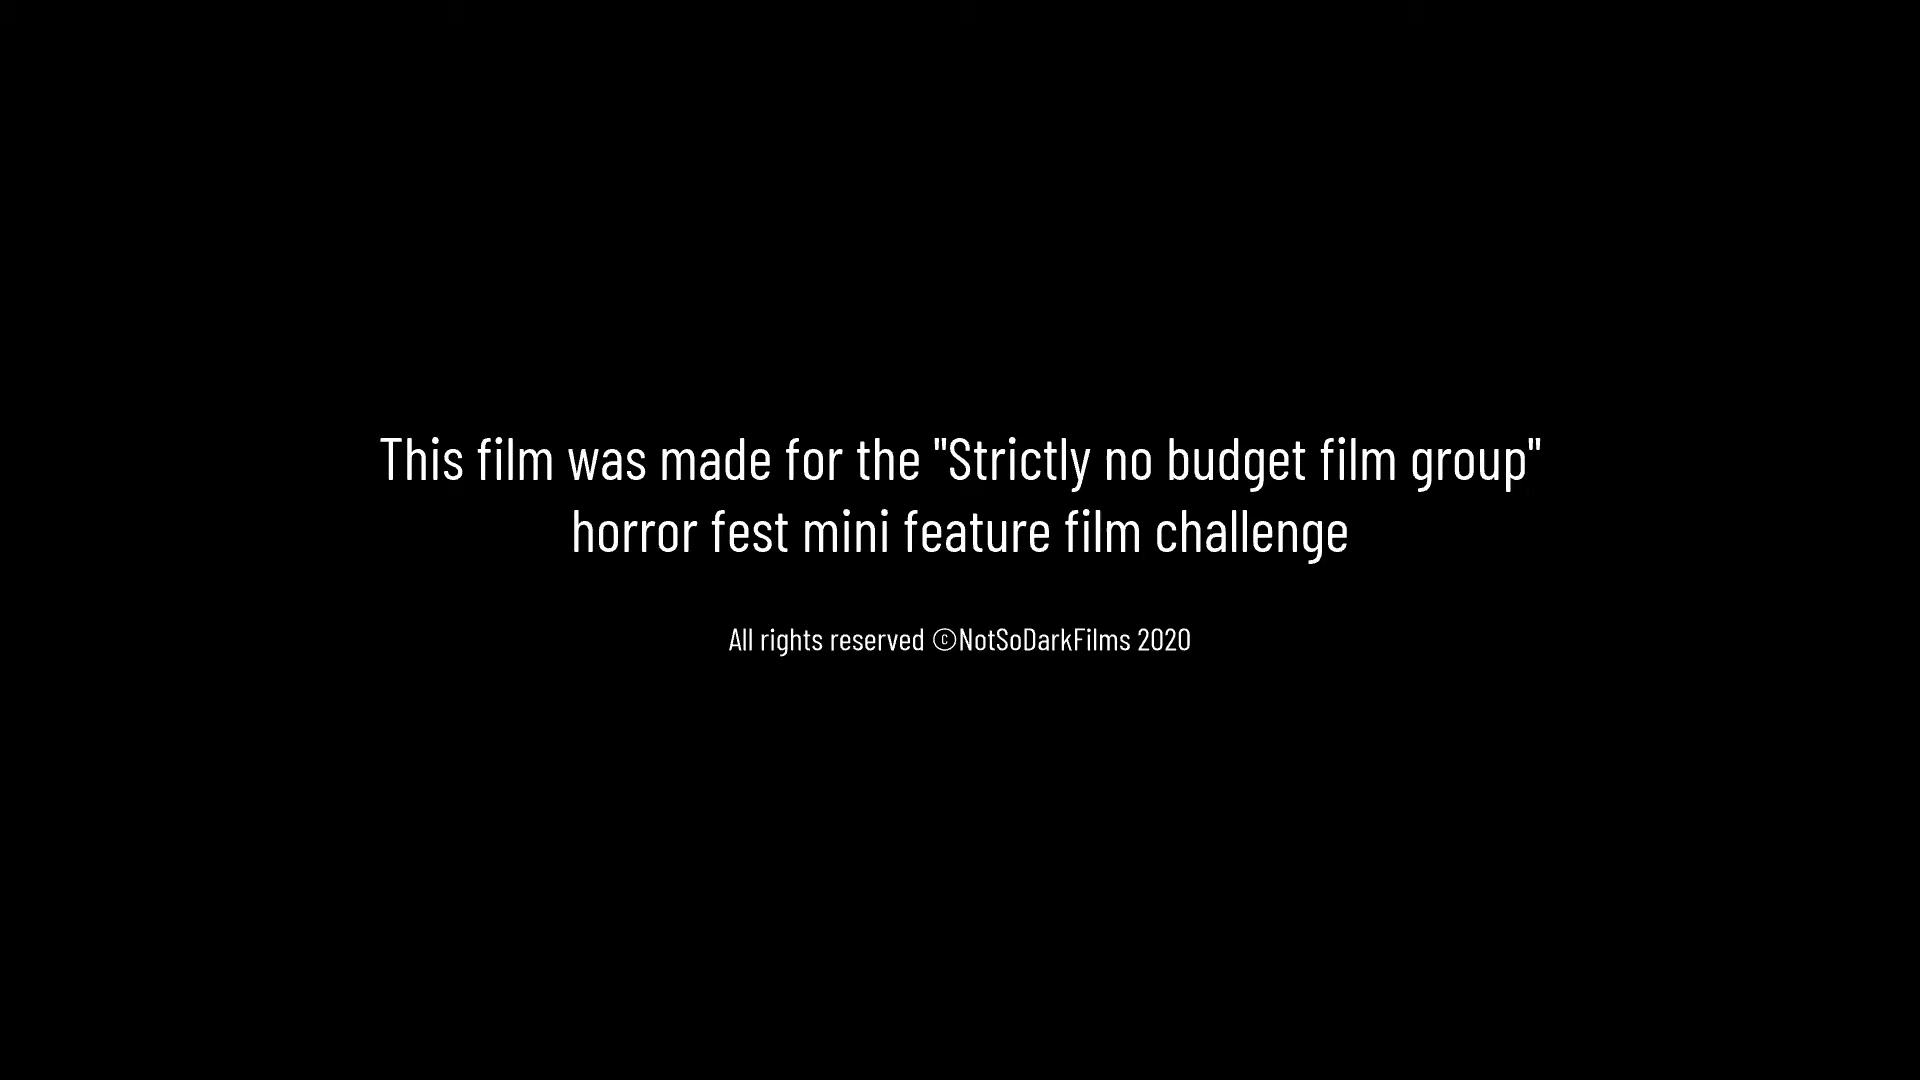 This film was made for the "Strictly no budget film group"
horror fest mini feature film challenge
All rights reserved ©NotSoDarkFilms 2020